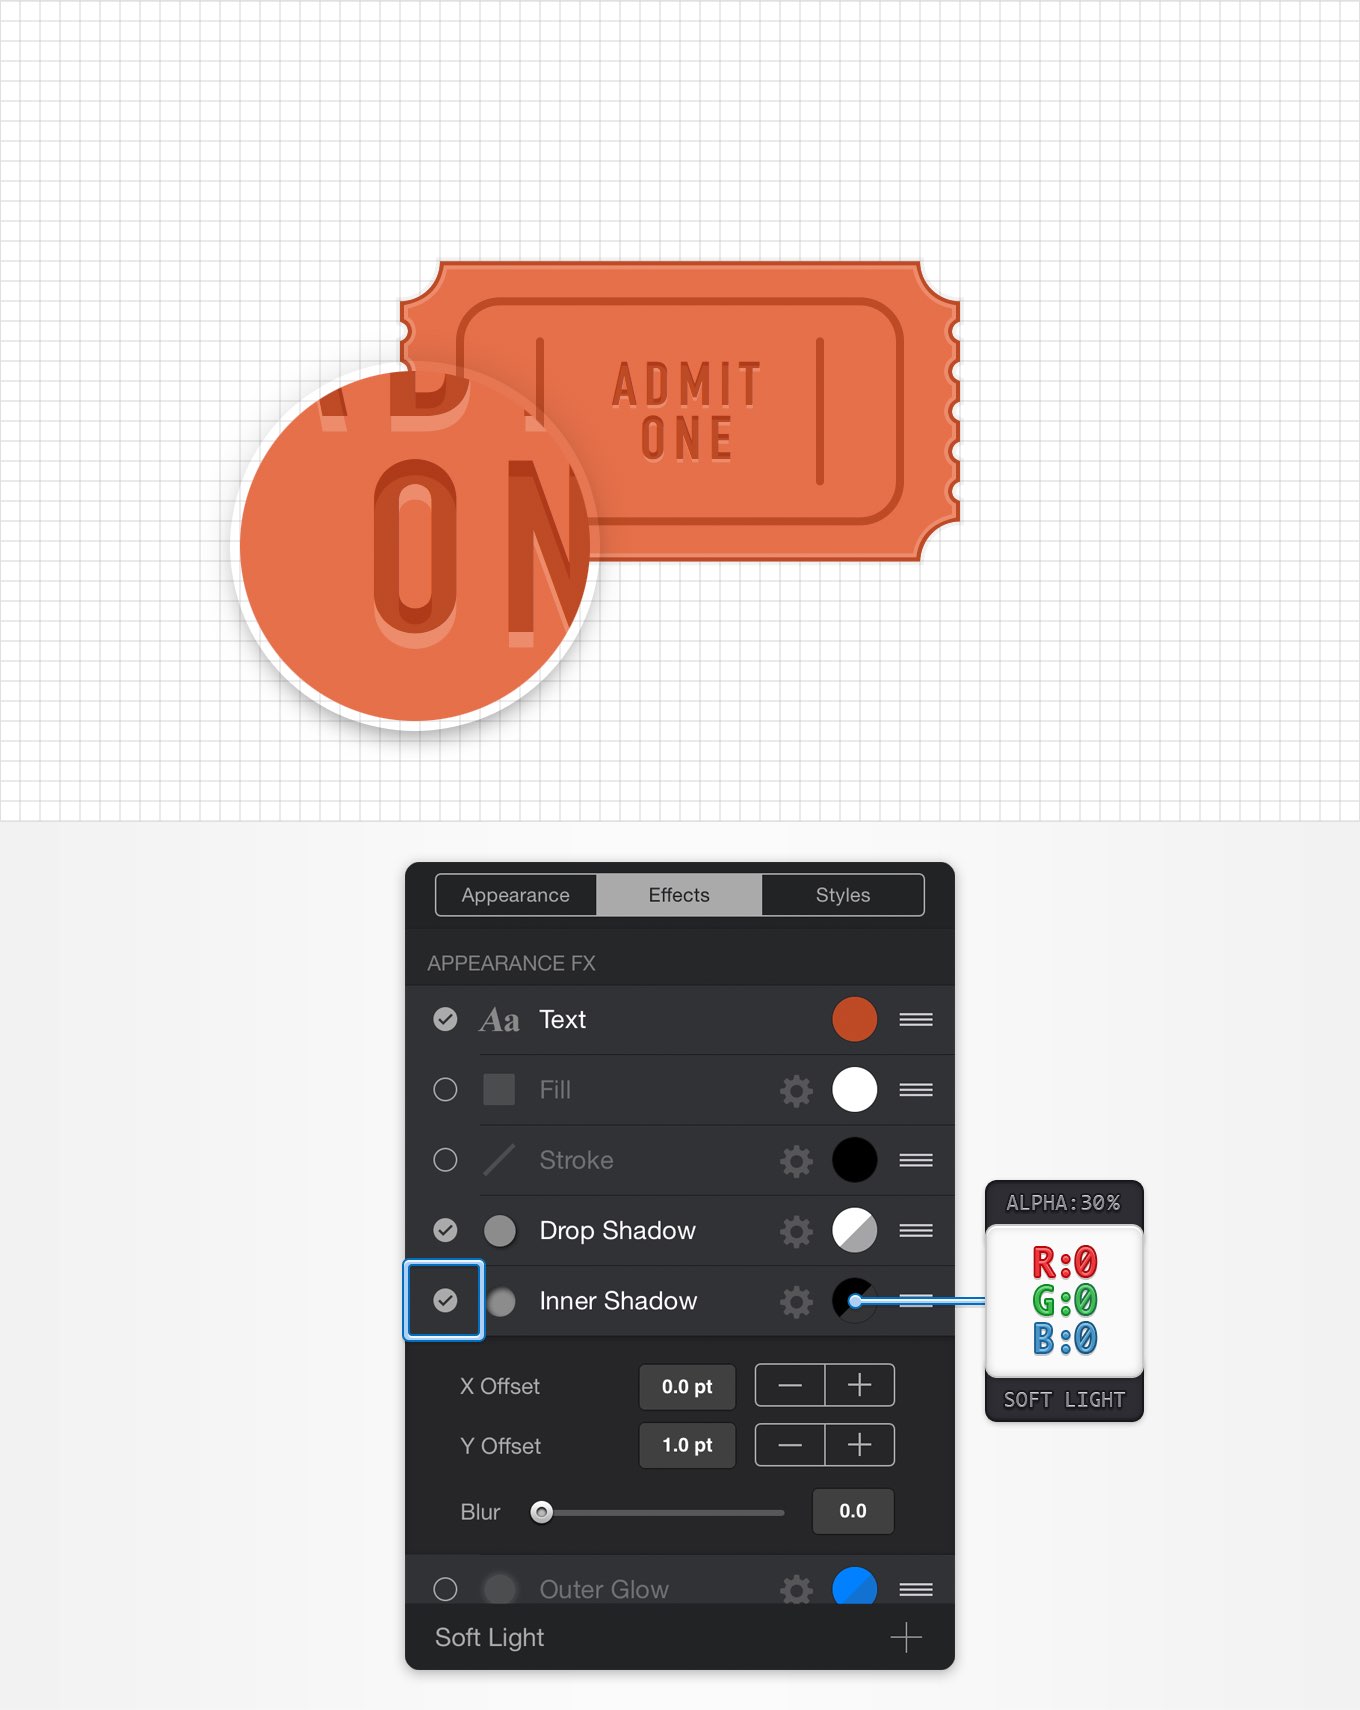 ADMIT
ONE
AD
ON
Appearance Effects Styles
APPEARANCE FX
Aa Text
Fill
Stroke
Drop Shadow
Inner Shadow
X Offset 0.0 pt
Y Offset 1.0 pt
Blur 0.0
Outer Glow
Soft Light
ALPHA:30%
R:0
G:0
B:0
SOFT LIGHT